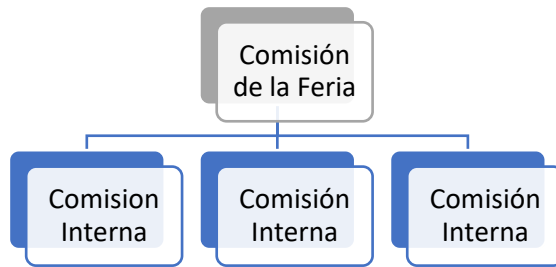 Comisión
de la Feria
Comision
Interna
Comisión
Interna
Comisión
Interna